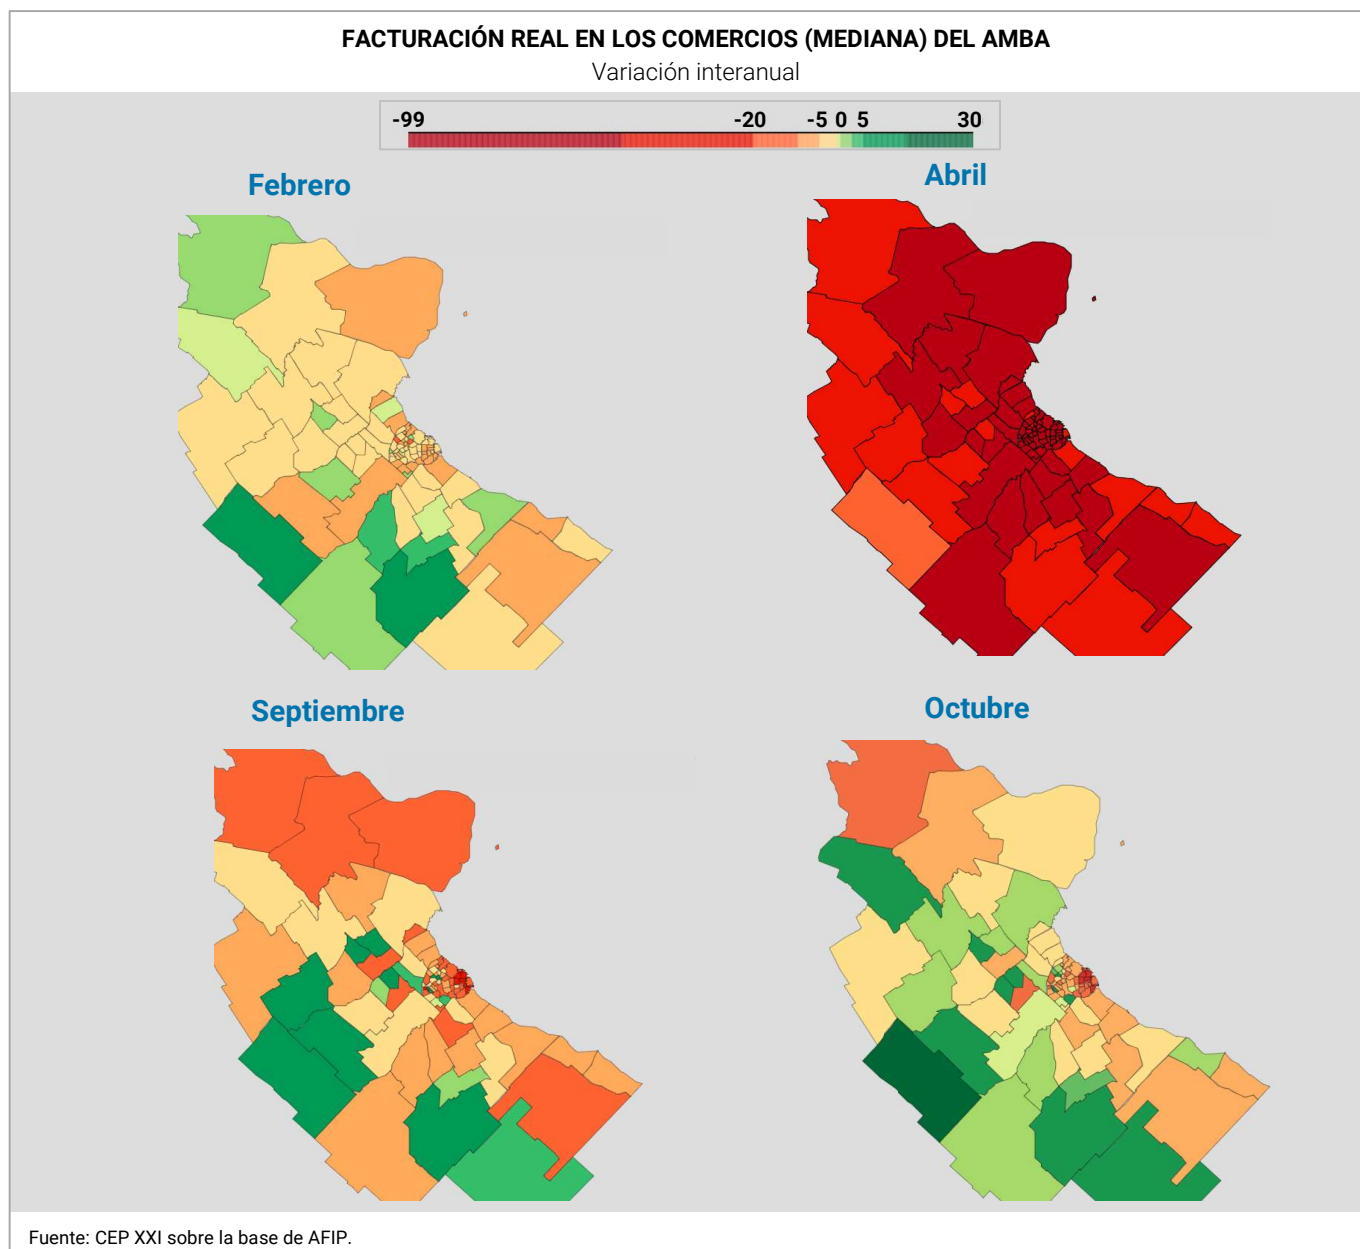 FACTURACIÓN REAL EN LOS COMERCIOS (MEDIANA) DEL AMBA
Variación interanual
-99 -20 -5 0 5 30
Febrero
Abril
Septiembre
Octubre
Fuente: CEP XXI sobre la base de AFIP.